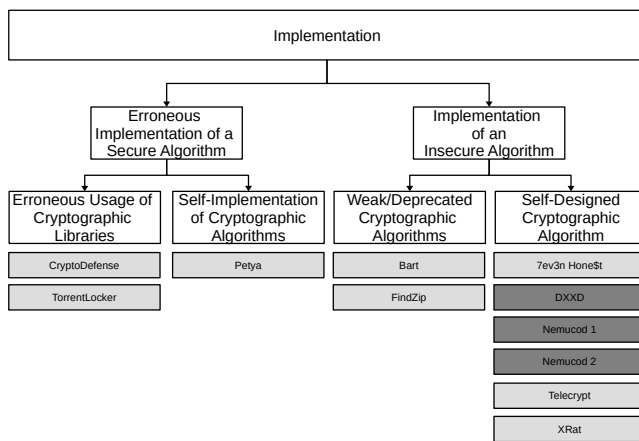 Implementation
Erroneous
Implementation of a
Secure Algorithm
Implementation
of an
Insecure Algorithm
Erroneous Usage of
Cryptographic
Libraries
Self-Implementation
of Cryptographic
Algorithms
Weak/Deprecated
Cryptographic
Algorithms
Self-Designed
Cryptographic
Algorithm
CryptoDefense
TorrentLocker
Petya
Bart
FindZip
7ev3n Hone$t
DXXD
Nemucod 1
Nemucod 2
Telecrypt
XRat